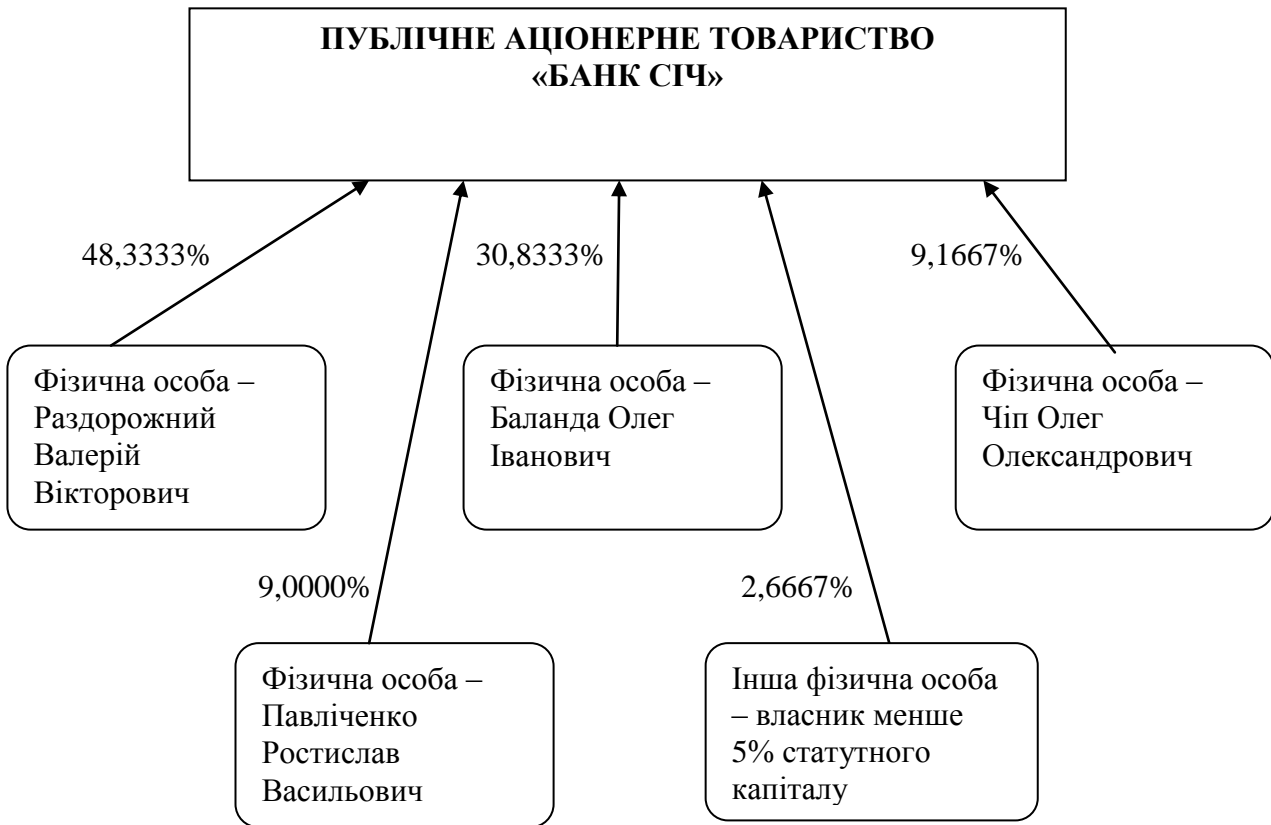 ПУБЛІЧНЕ АЦІОНЕРНЕ ТОВАРИСТВО
«БАНК СІЧ»
48,3333%
30,8333%
9,1667%
Фізична особа –
Раздорожний
Валерій
Вікторович
Фізична особа –
Баланда Олег
Іванович
Фізична особа –
Чіп Олег
Олександрович
9,0000%
2,6667%
Фізична особа –
Павліченко
Ростислав
Васильович
Інша фізична особа
– власник менше
5% статутного
капіталу